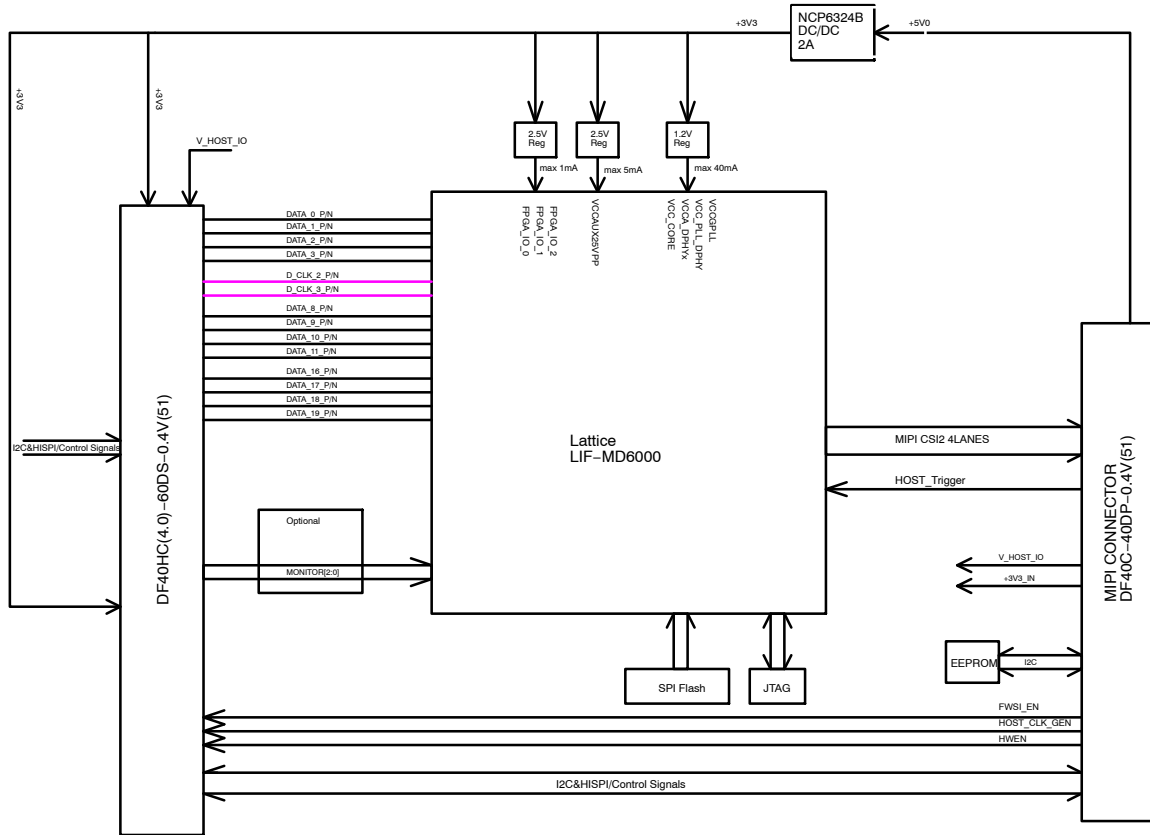 NCP6324B
DC/DC
2A
+3V3
+5V0
+3V3
+3V3
V_HOST_IO
2.5V
Reg
2.5V
Reg
1.2V
Reg
max 1mA
max 5mA
max 40mA
FPGA_IO_2
FPGA_IO_1
FPGA_IO_0
VCCAUX25VPP
VCCGPLL
VCC_PLL_DPHY
VCCA_DPHYx
VCC_CORE
DATA_0_P/N
DATA_1_P/N
DATA_2_P/N
DATA_3_P/N
D_CLK_2_P/N
D_CLK_3_P/N
DATA_8_P/N
DATA_9_P/N
DATA_10_P/N
DATA_11_P/N
DATA_16_P/N
DATA_17_P/N
DATA_18_P/N
DATA_19_P/N
DF40HC(4.0)-60DS-0.4V(51)
I2C&HISPI/Control Signals
Lattice
LIF-MD6000
MIPI CSI2 4LANES
HOST_Trigger
MIPI CONNECTOR
DF40C-40DP-0.4V(51)
Optional
MONITOR[2:0]
V_HOST_IO
+3V3_IN
EEPROM
I2C
SPI Flash
JTAG
FWSI_EN
HOST_CLK_GEN
HWEN
I2C&HISPI/Control Signals